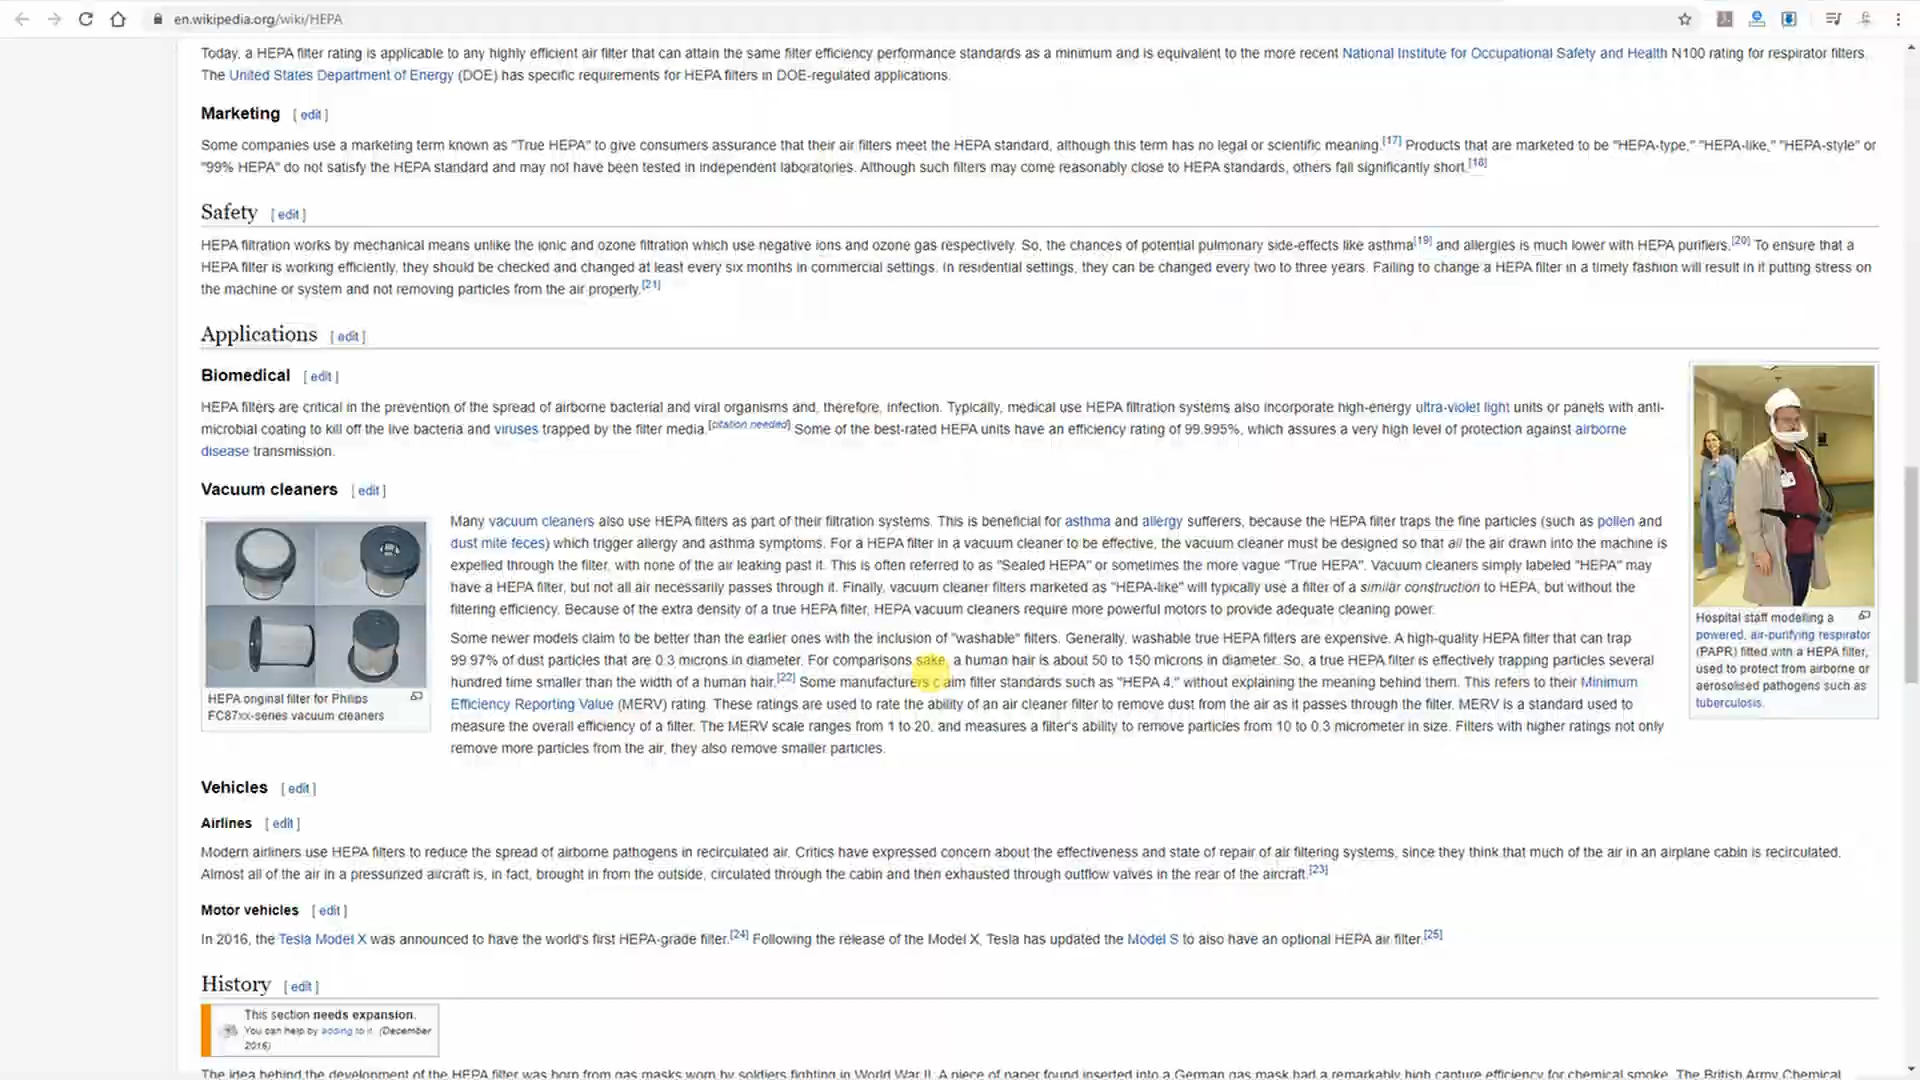 en.wikipedia.org/wiki/HEPA
Today, a HEPA filter rating is applicable to any highly efficient air filter that can attain the same filter efficiency performance standards as a minimum and is equivalent to the more recent National Institute for Occupational Safety and Health N100 rating for respirator filters.
The United States Department of Energy (DOE) has specific requirements for HEPA filters in DOE-regulated applications.
Marketing [ edit ]
Some companies use a marketing term known as "True HEPA" to give consumers assurance that their air filters meet the HEPA standard, although this term has no legal or scientific meaning.[17] Products that are marketed to be "HEPA-type," "HEPA-like," "HEPA-style" or
"99% HEPA" do not satisfy the HEPA standard and may not have been tested in independent laboratories. Although such filters may come reasonably close to HEPA standards, others fall significantly short.[18]
Safety [ edit ]
HEPA filtration works by mechanical means unlike the ionic and ozone filtration which use negative ions and ozone gas respectively. So, the chances of potential pulmonary side-effects like asthma[19] and allergies is much lower with HEPA purifiers.[20] To ensure that a
HEPA filter is working efficiently, they should be checked and changed at least every six months in commercial settings. In residential settings, they can be changed every two to three years. Failing to change a HEPA filter in a timely fashion will result in it putting stress on
the machine or system and not removing particles from the air properly.[21]
Applications [ edit ]
Biomedical [ edit ]
HEPA filters are critical in the prevention of the spread of airborne bacterial and viral organisms and, therefore, infection. Typically, medical use HEPA filtration systems also incorporate high-energy ultra-violet light units or panels with anti-
microbial coating to kill off the live bacteria and viruses trapped by the filter media.[citation needed] Some of the best-rated HEPA units have an efficiency rating of 99.995%, which assures a very high level of protection against airborne
disease transmission.
Hospital staff modelling a
powered, air-purifying respirator
(PAPR) fitted with a HEPA filter,
used to protect from airborne or
aerosolised pathogens such as
tuberculosis.
Vacuum cleaners [ edit ]
HEPA original filter for Philips
FC87xx-series vacuum cleaners
Many vacuum cleaners also use HEPA filters as part of their filtration systems. This is beneficial for asthma and allergy sufferers, because the HEPA filter traps the fine particles (such as pollen and
dust mite feces) which trigger allergy and asthma symptoms. For a HEPA filter in a vacuum cleaner to be effective, the vacuum cleaner must be designed so that all the air drawn into the machine is
expelled through the filter, with none of the air leaking past it. This is often referred to as "Sealed HEPA" or sometimes the more vague "True HEPA". Vacuum cleaners simply labeled "HEPA" may
have a HEPA filter, but not all air necessarily passes through it. Finally, vacuum cleaner filters marketed as "HEPA-like" will typically use a filter of a similar construction to HEPA, but without the
filtering efficiency. Because of the extra density of a true HEPA filter, HEPA vacuum cleaners require more powerful motors to provide adequate cleaning power.
Some newer models claim to be better than the earlier ones with the inclusion of "washable" filters. Generally, washable true HEPA filters are expensive. A high-quality HEPA filter that can trap
99.97% of dust particles that are 0.3 microns in diameter. For comparisons sake, a human hair is about 50 to 150 microns in diameter. So, a true HEPA filter is effectively trapping particles several
hundred time smaller than the width of a human hair.[22] Some manufacturers claim filter standards such as "HEPA 4," without explaining the meaning behind them. This refers to their Minimum
Efficiency Reporting Value (MERV) rating. These ratings are used to rate the ability of an air cleaner filter to remove dust from the air as it passes through the filter. MERV is a standard used to
measure the overall efficiency of a filter. The MERV scale ranges from 1 to 20, and measures a filter's ability to remove particles from 10 to 0.3 micrometer in size. Filters with higher ratings not only
remove more particles from the air, they also remove smaller particles.
Vehicles [ edit ]
Airlines [ edit ]
Modern airliners use HEPA filters to reduce the spread of airborne pathogens in recirculated air. Critics have expressed concern about the effectiveness and state of repair of air filtering systems, since they think that much of the air in an airplane cabin is recirculated.
Almost all of the air in a pressurized aircraft is, in fact, brought in from the outside, circulated through the cabin and then exhausted through outflow valves in the rear of the aircraft.[23]
Motor vehicles [ edit ]
In 2016, the Tesla Model X was announced to have the world's first HEPA-grade filter.[24] Following the release of the Model X, Tesla has updated the Model S to also have an optional HEPA air filter.[25]
History [ edit ]
This section needs expansion.
You can help by adding to it. (December
2016)
The idea behind the development of the HEPA filter was born from gas masks worn by soldiers fighting in World War II. A piece of paper found inserted into a German gas mask had a remarkably high capture efficiency for chemical smoke. The British Army Chemical